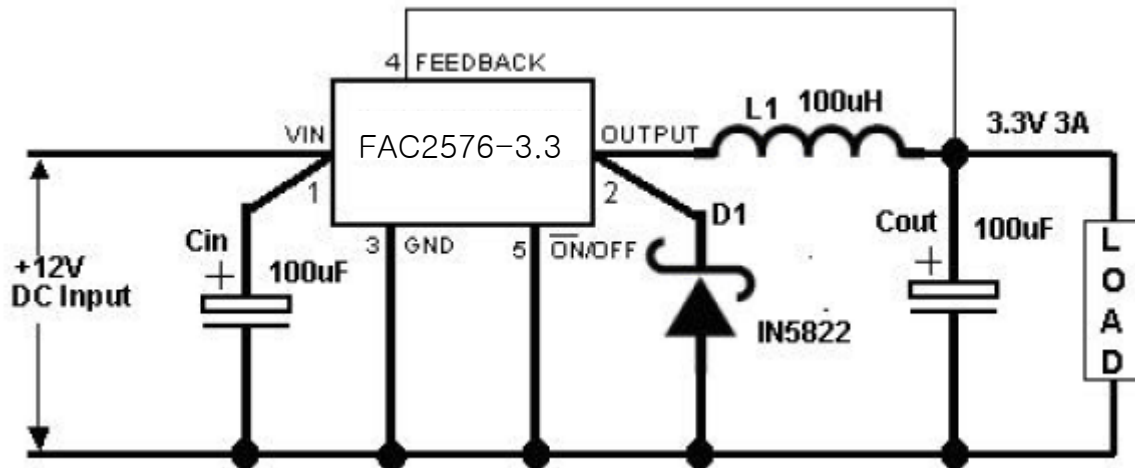 4 FEEDBACK
L1 100uH
VIN
FAC2576-3.3
OUTPUT
3.3V 3A
1
2
D1
Cin
+
100uF
3 GND
5 ON/OFF
Cout
+
100uF
+12V
DC Input
IN5822
L
O
A
D